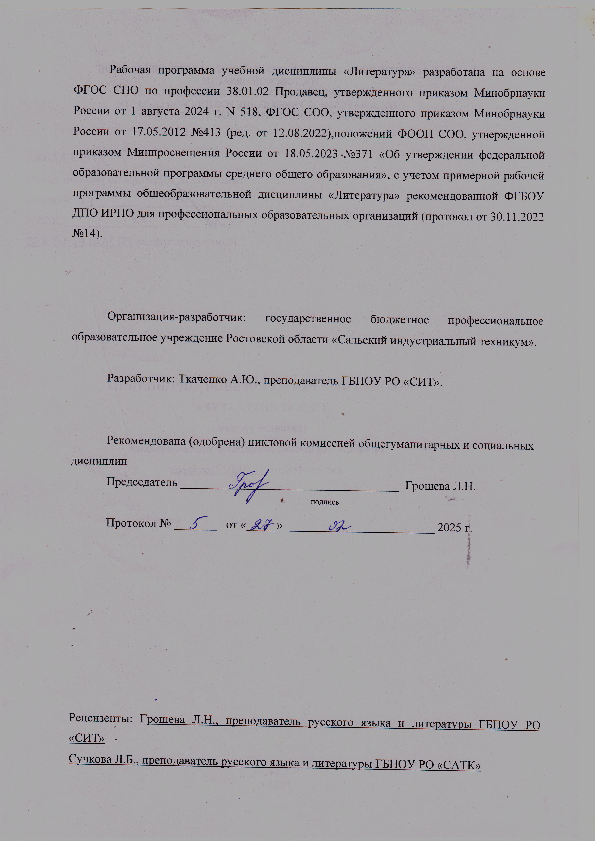 Рабочая программа учебной дисциплины «Литература» разработана на основе
ФГОС СПО по профессии 38.01.02 Продавец, утвержденного приказом Минобрнауки
России от 1 августа 2024 г. N 518, ФГОС СОО, утвержденного приказом Минобрнауки
России от 17.05.2012 №413 (ред. от 12.08.2022),положений ФООП СОО, утвержденной
приказом Минпросвещения России от 18.05.2023 №371 «Об утверждении федеральной
образовательной программы среднего общего образования», с учетом примерной рабочей
программы общеобразовательной дисциплины «Литература» рекомендованной ФГБОУ
ДПО ИРПО для профессиональных образовательных организаций (протокол от 30.11.2022
№14).
Организация-разработчик: государственное бюджетное профессиональное
образовательное учреждение Ростовской области «Сальский индустриальный техникум».
Разработчик: Ткаченко А.Ю., преподаватель ГБПОУ РО «СИТ».
Рекомендована (одобрена) цикловой комиссией общегуманитарных и социальных
дисциплин
Председатель Гроф Грошева Л.Н.
подпись
Протокол № 5 от « 27 » 02 2025 г.
Рецензенты: Грошева Л.Н., преподаватель русского языка и литературы ГБПОУ РО
«СИТ»
Сучкова Л.Б., преподаватель русского языка и литературы ГБПОУ РО «САТК»